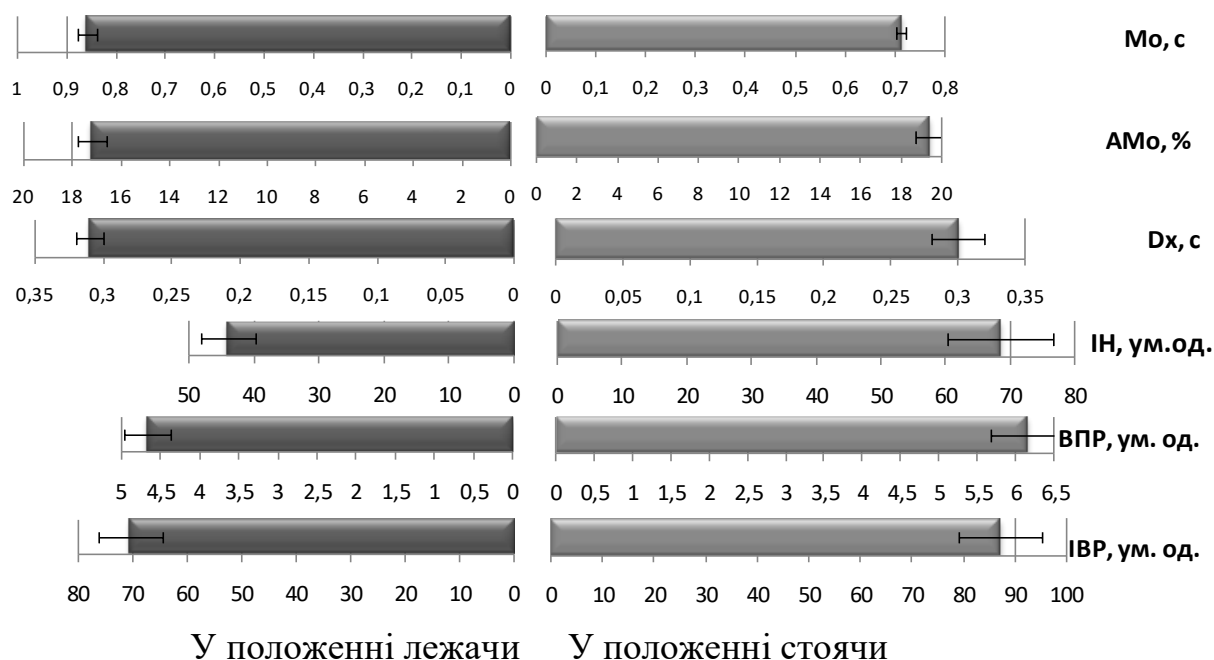 Мо, с
1 0,9 0,8 0,7 0,6 0,5 0,4 0,3 0,2 0,1 0 0 0,1 0,2 0,3 0,4 0,5 0,6 0,7 0,8
АМо, %
20 18 16 14 12 10 8 6 4 2 0 0 2 4 6 8 10 12 14 16 18 20
Dx, с
0,35 0,3 0,25 0,2 0,15 0,1 0,05 0 0 0,05 0,1 0,15 0,2 0,25 0,3 0,35
ІН, ум.од.
50 40 30 20 10 0 0 10 20 30 40 50 60 70 80
ВПР, ум. од.
5 4,5 4 3,5 3 2,5 2 1,5 1 0,5 0 0 0,5 1 1,5 2 2,5 3 3,5 4 4,5 5 5,5 6 6,5
ІВР, ум. од.
80 70 60 50 40 30 20 10 0 0 10 20 30 40 50 60 70 80 90 100
У положенні лежачи У положенні стоячи